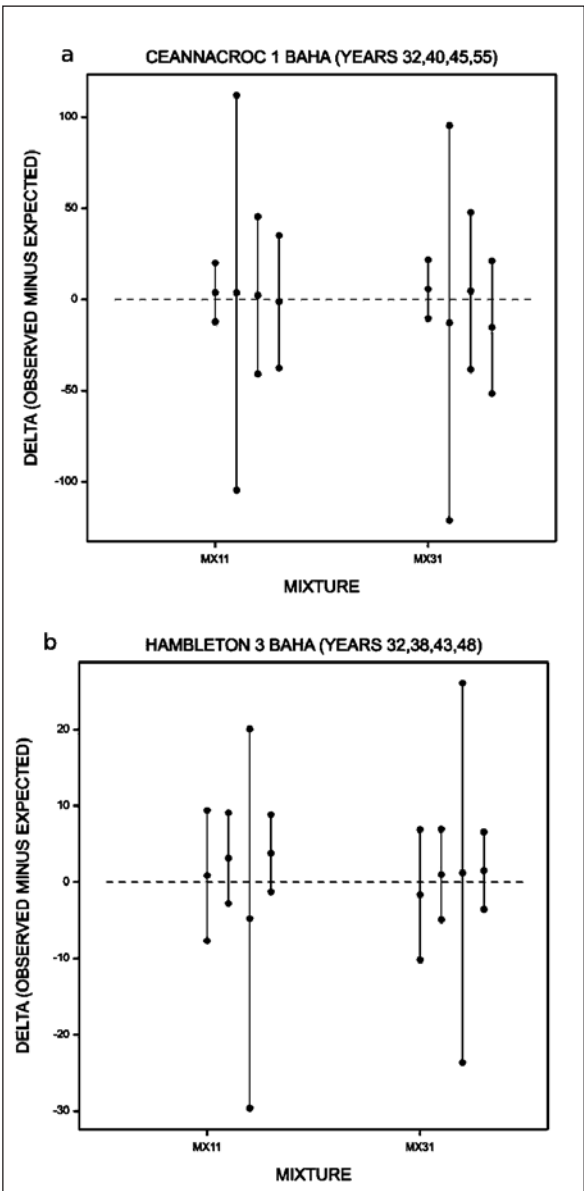 a
CEANNACROC 1 BAHA (YEARS 32,40,45,55)
100
50
0
-50
-100
DELTA (OBSERVED MINUS EXPECTED)
MX11 MX31
MIXTURE
b
HAMBLETON 3 BAHA (YEARS 32,38,43,48)
20
10
0
-10
-20
-30
DELTA (OBSERVED MINUS EXPECTED)
MX11 MX31
MIXTURE